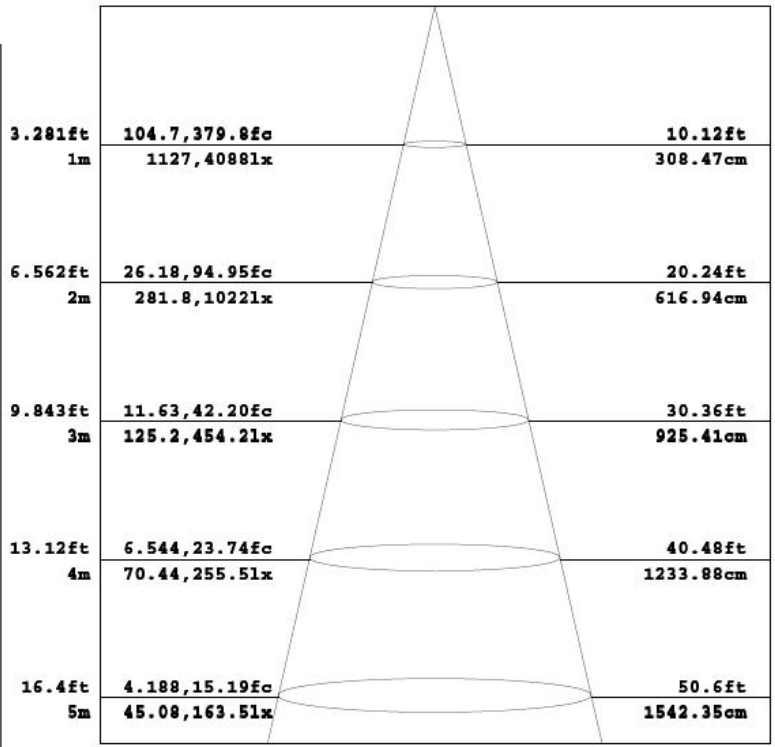 3.281ft 104.7,379.8fc 10.12ft
1m 1127,4088lx 308.47cm
6.562ft 26.18,94.95fc 20.24ft
2m 281.8,1022lx 616.94cm
9.843ft 11.63,42.20fc 30.36ft
3m 125.2,454.2lx 925.41cm
13.12ft 6.544,23.74fc 40.48ft
4m 70.44,255.5lx 1233.88cm
16.4ft 4.188,15.19fc 50.6ft
5m 45.08,163.5lx 1542.35cm